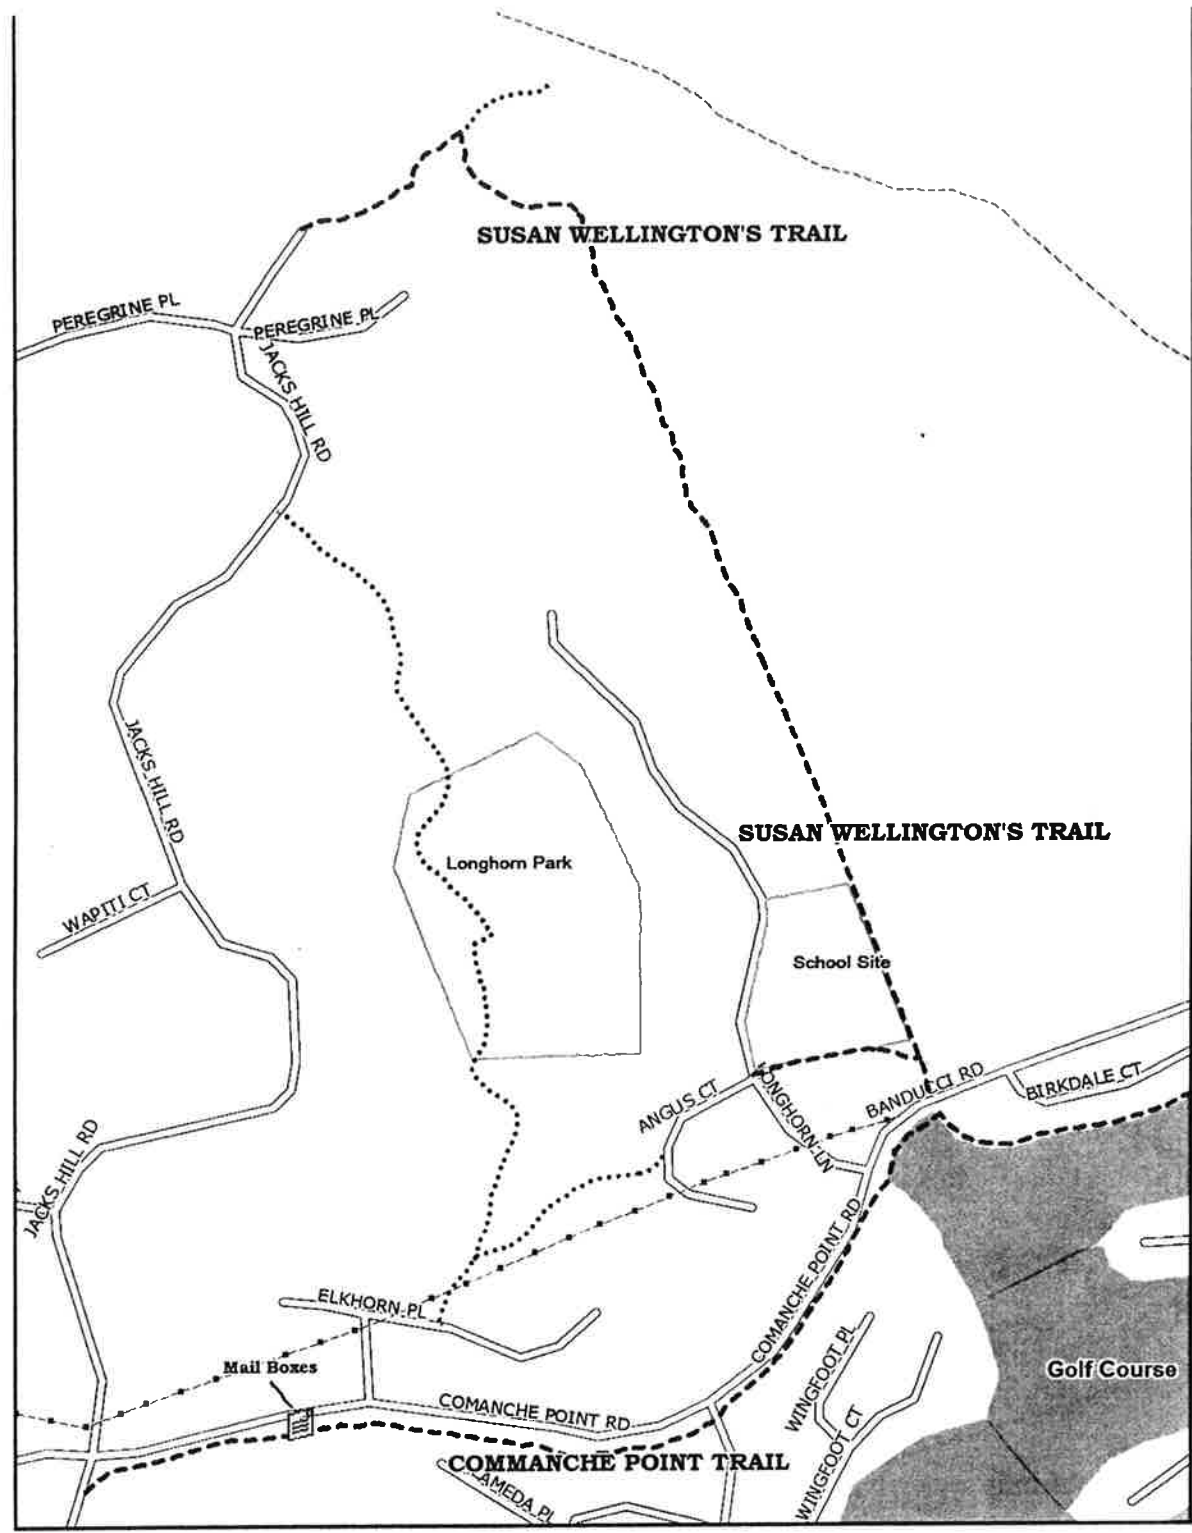 SUSAN WELLINGTON'S TRAIL
PEREGRINE PL
PEREGRINE PL
JACKS HILL RD
JACKS HILL RD
SUSAN WELLINGTON'S TRAIL
Longhorn Park
WAPITI CT
School Site
BANDUCCI RD
BIRKDALE CT
ANGUS CT
LONGHORN LN
JACKS HILL RD
COMANCHE POINT RD
ELKHORN PL
Mail Boxes
WINGFOOT PL
Golf Course
COMANCHE POINT RD
WINGFOOT CT
COMMANCHE POINT TRAIL
AMEDA PL